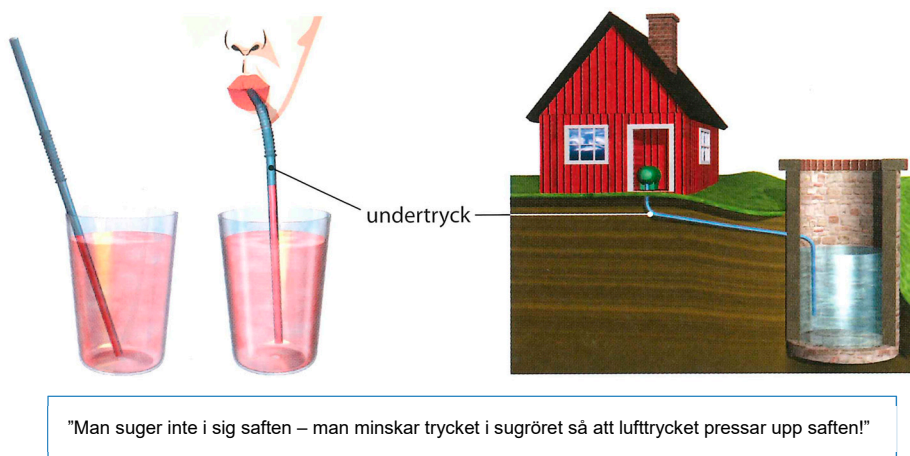 undertryck
”Man suger inte i sig saften – man minskar trycket i sugröret så att lufttrycket pressar upp saften!”